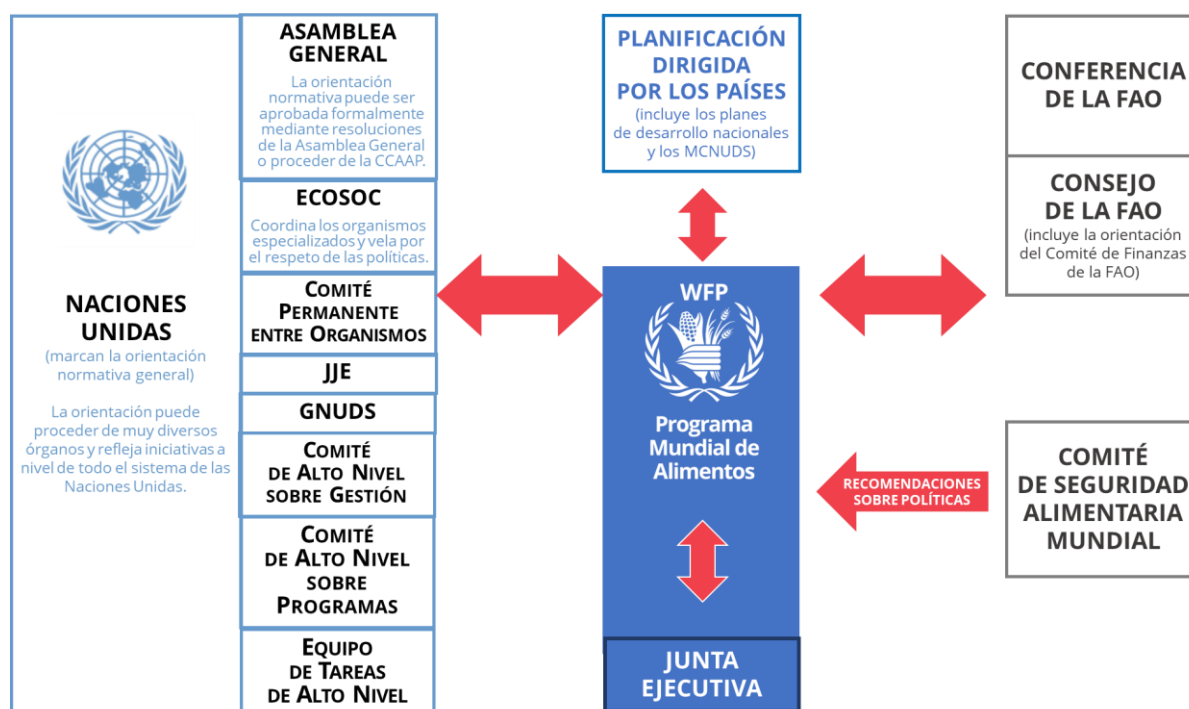 NACIONES
UNIDAS
(marcan la orientación
normativa general)
La orientación puede
proceder de muy diversos
órganos y refleja iniciativas a
nivel de todo el sistema de las
Naciones Unidas.
ASAMBLEA
GENERAL
La orientación
normativa puede ser
aprobada formalmente
mediante resoluciones
de la Asamblea General
o proceder de la CCAAP.
ECOSOC
Coordina los organismos
especializados y vela por
el respeto de las políticas.
COMITÉ
PERMANENTE
ENTRE ORGANISMOS
JJE
GNUDS
COMITÉ
DE ALTO NIVEL
SOBRE GESTIÓN
COMITÉ
DE ALTO NIVEL
SOBRE
PROGRAMAS
EQUIPO
DE TAREAS
DE ALTO NIVEL
PLANIFICACIÓN
DIRIGIDA
POR LOS PAÍSES
(incluye los planes
de desarrollo nacionales
y los MCNUDS)
WFP
Programa
Mundial de
Alimentos
JUNTA
EJECUTIVA
CONFERENCIA
DE LA FAO
CONSEJO
DE LA FAO
(incluye la orientación
del Comité de Finanzas
de la FAO)
RECOMENDACIONES
SOBRE POLÍTICAS
COMITÉ
DE SEGURIDAD
ALIMENTARIA
MUNDIAL